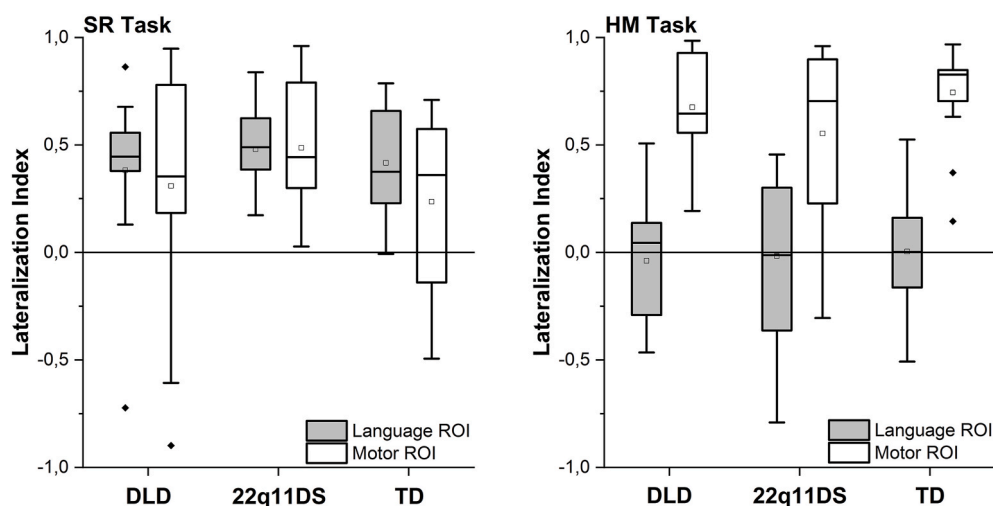 SR Task
Lateralization Index
1,0
0,5
0,0
-0,5
-1,0
Language ROI
Motor ROI
DLD 22q11DS TD
HM Task
Lateralization Index
1,0
0,5
0,0
-0,5
-1,0
Language ROI
Motor ROI
DLD 22q11DS TD